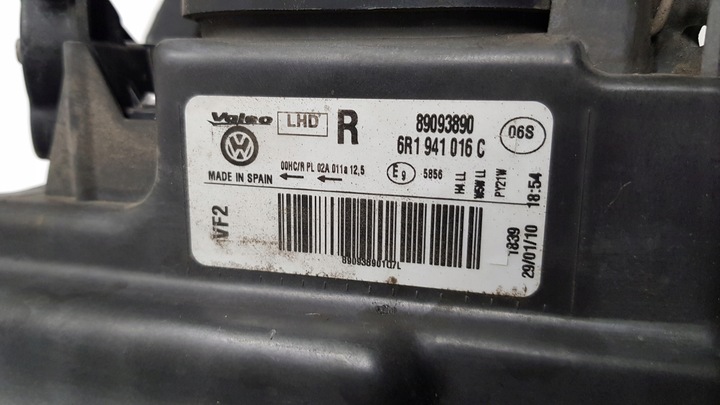 Valeo LHD R 89093890 06S
6R1 941 016 C
00HC/R PL 02A 011a 12,5 E9 5856
MADE IN SPAIN
H4 LL
W5W LL
PY21W
VF2
89093890107L
1839
29/01/10 18:54